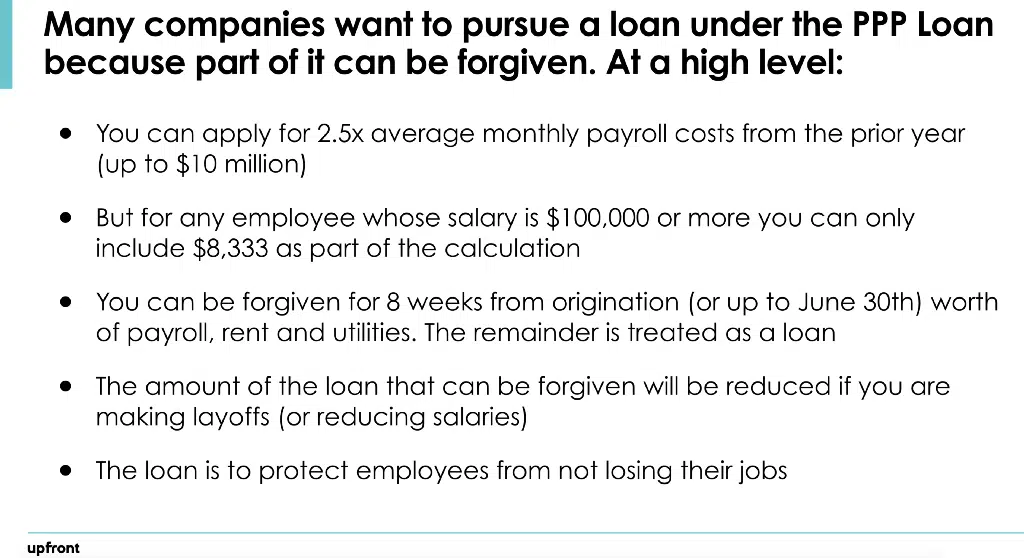 Many companies want to pursue a loan under the PPP Loan
because part of it can be forgiven. At a high level:
● You can apply for 2.5x average monthly payroll costs from the prior year
(up to $10 million)
● But for any employee whose salary is $100,000 or more you can only
include $8,333 as part of the calculation
● You can be forgiven for 8 weeks from origination (or up to June 30th) worth
of payroll, rent and utilities. The remainder is treated as a loan
● The amount of the loan that can be forgiven will be reduced if you are
making layoffs (or reducing salaries)
● The loan is to protect employees from not losing their jobs
upfront